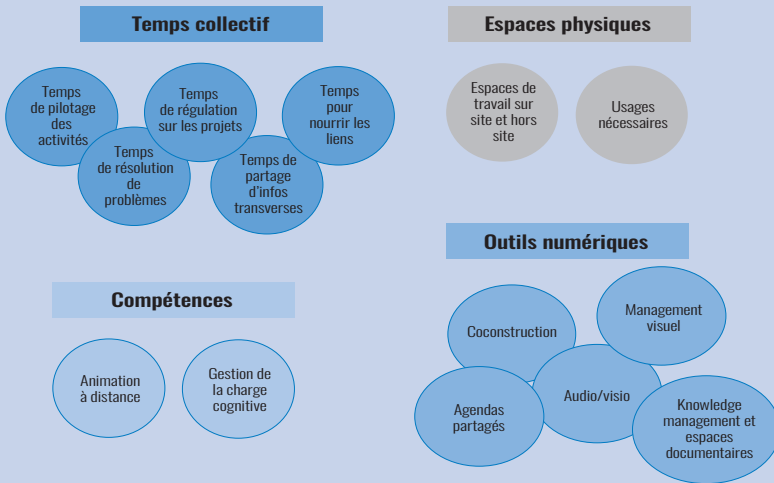 Temps collectif
Temps
de pilotage
des
activités
Temps
de résolution
de
problèmes
Temps
de régulation
sur les projets
Temps de
partage
d'infos
transverses
Temps
pour
nourrir les
liens
Espaces physiques
Espaces de
travail sur
site et hors
site
Usages
nécessaires
Compétences
Animation
à distance
Gestion de
la charge
cognitive
Outils numériques
Coconstruction
Management
visuel
Agendas
partagés
Audio/visio
Knowledge
management et
espaces
documentaires